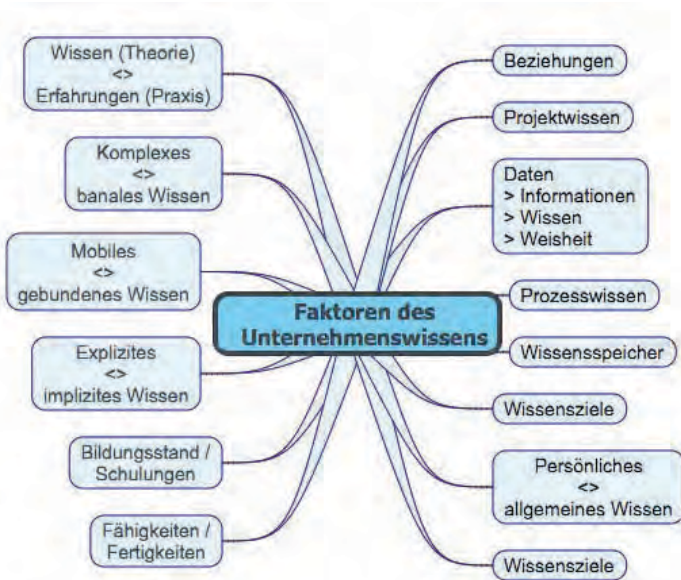 Wissen (Theorie)
<>
Erfahrungen (Praxis)
Komplexes
<>
banales Wissen
Mobiles
<>
gebundenes Wissen
Explizites
<>
implizites Wissen
Bildungsstand /
Schulungen
Fähigkeiten /
Fertigkeiten
Faktoren des
Unternehmenswissens
Beziehungen
Projektwissen
Daten
> Informationen
> Wissen
> Weisheit
Prozesswissen
Wissensspeicher
Wissensziele
Persönliches
<>
allgemeines Wissen
Wissensziele